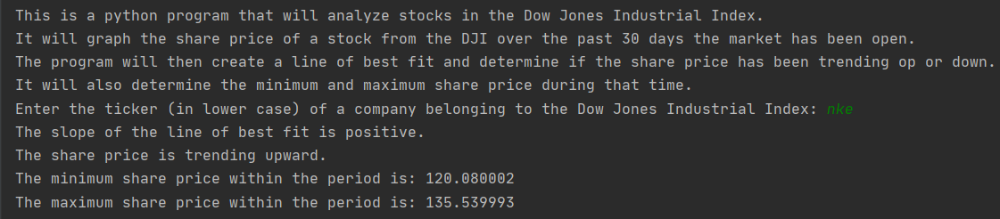 This is a python program that will analyze stocks in the Dow Jones Industrial Index.
It will graph the share price of a stock from the DJI over the past 30 days the market has been open.
The program will then create a line of best fit and determine if the share price has been trending op or down.
It will also determine the minimum and maximum share price during that time.
Enter the ticker (in lower case) of a company belonging to the Dow Jones Industrial Index: nke
The slope of the line of best fit is positive.
The share price is trending upward.
The minimum share price within the period is: 120.080002
The maximum share price within the period is: 135.539993